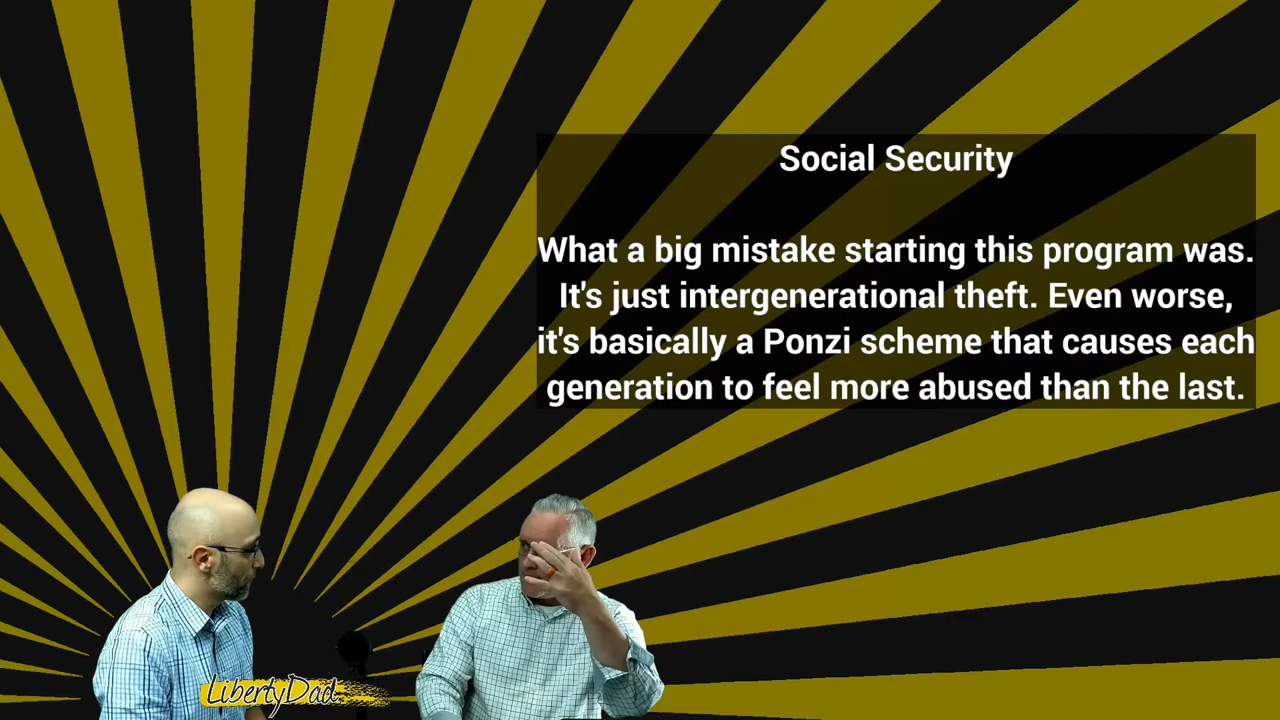 Social Security
What a big mistake starting this program was.
It's just intergenerational theft. Even worse,
it's basically a Ponzi scheme that causes each
generation to feel more abused than the last.
LibertyDad